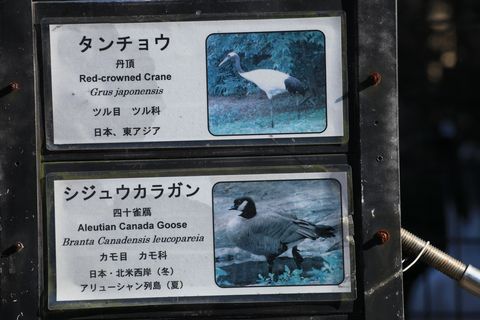 タンチョウ
丹頂
Red-crowned Crane
Grus japonensis
ツル目 ツル科
日本、東アジア
シジュウカラガン
四十雀鴈
Aleutian Canada Goose
Branta Canadensis leucopareia
カモ目 カモ科
日本・北米西岸（冬）
アリューシャン列島（夏）